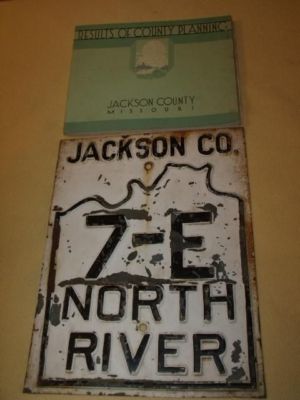 RESULTS OF COUNTY PLANNING
JACKSON COUNTY
MISSOURI
JACKSON CO.
7-E
NORTH
RIVER